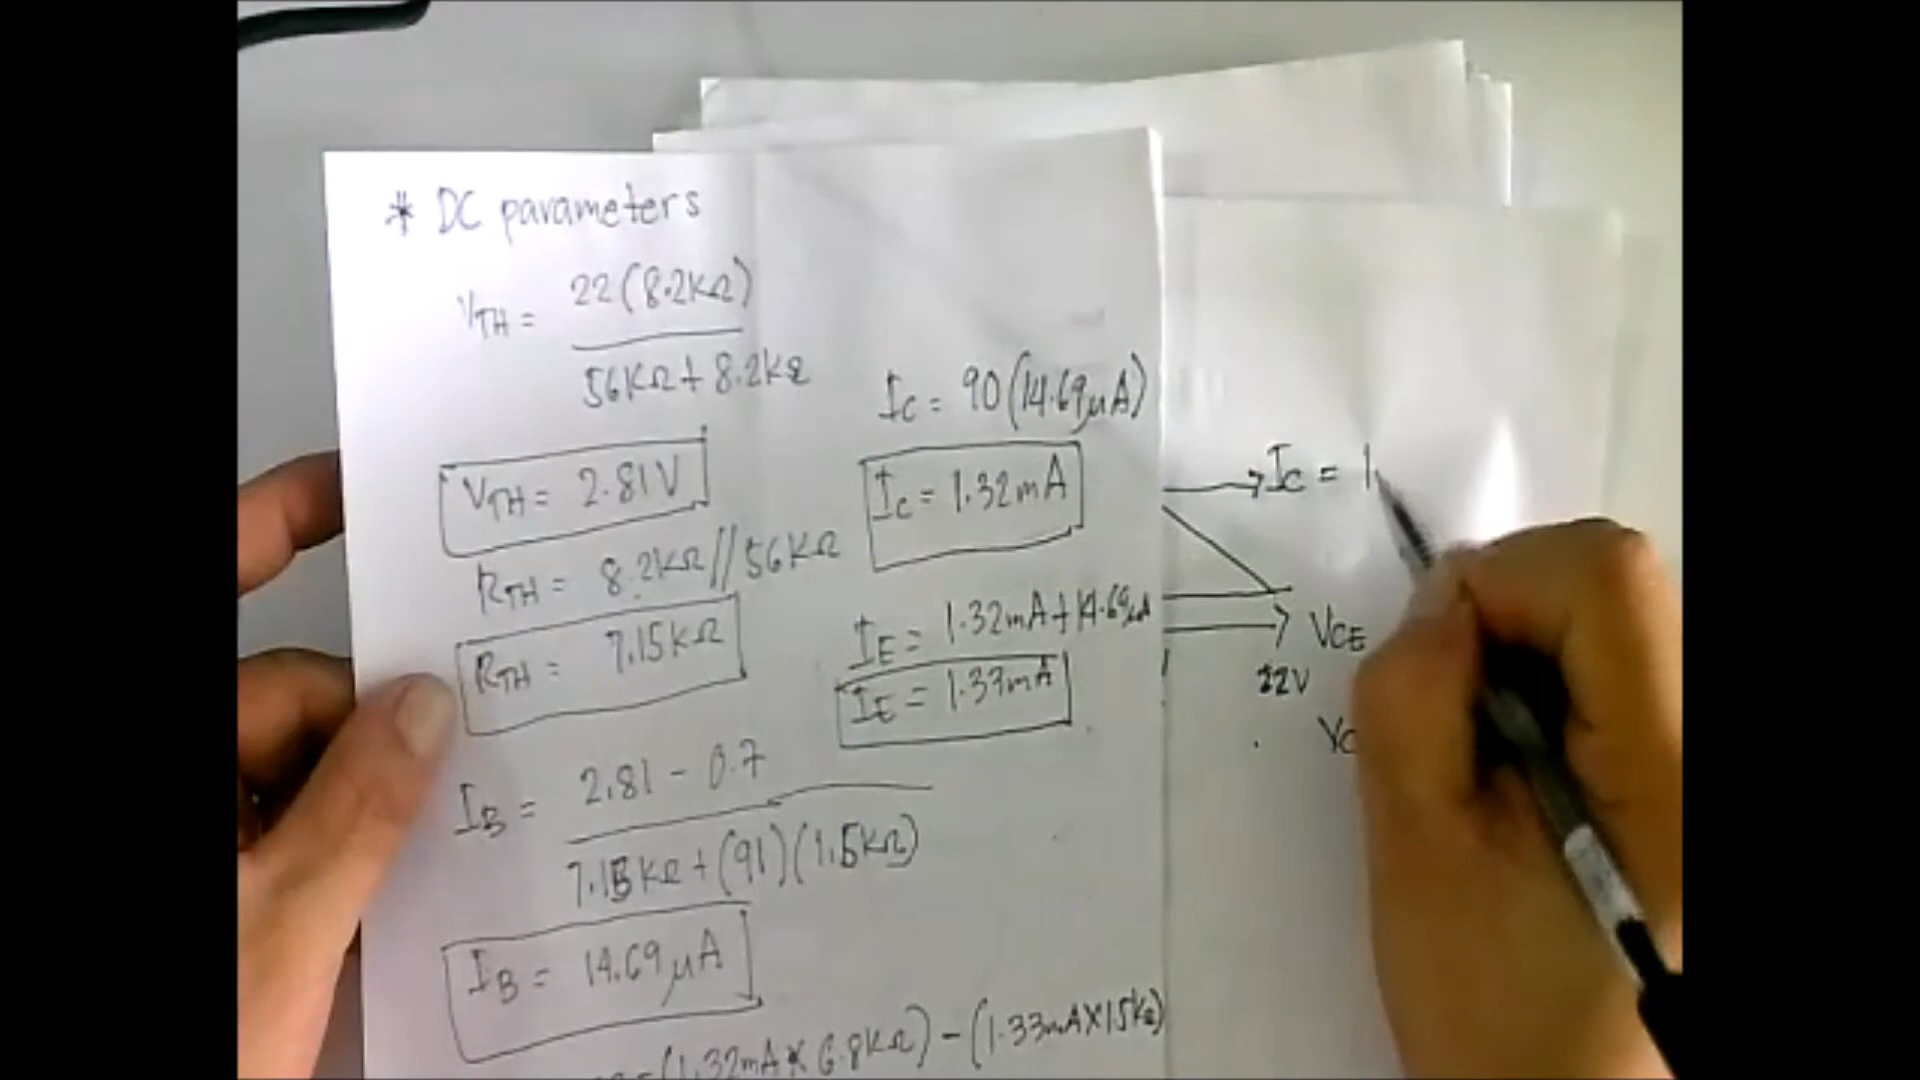 * DC parameters
VTH = 22(8.2KΩ)
56KΩ + 8.2KΩ
VTH = 2.81V
RTH = 8.2KΩ//56KΩ
RTH = 7.15KΩ
IB = 2.81 - 0.7
7.15KΩ + (91)(1.5KΩ)
IB = 14.69μA
IC = 90(14.69μA)
IC = 1.32mA
IE = 1.32mA + 14.69μA
IE = 1.33mA
(1.32mA × 6.8KΩ) - (1.33mA × 1.5KΩ)
IC = 1.
VCE
22V